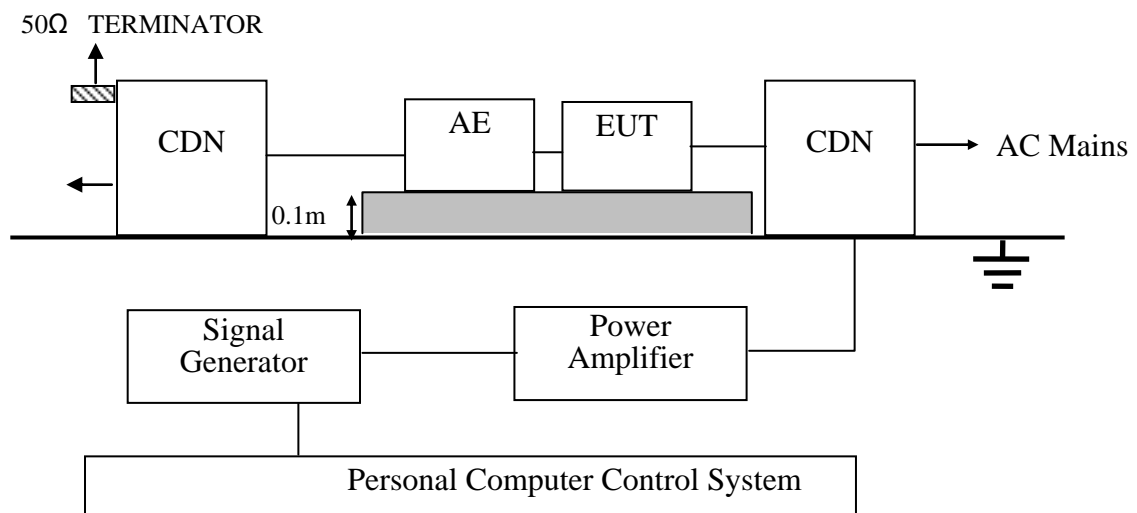 50Ω TERMINATOR
CDN
AE
EUT
CDN
AC Mains
0.1m
Signal
Generator
Power
Amplifier
Personal Computer Control System